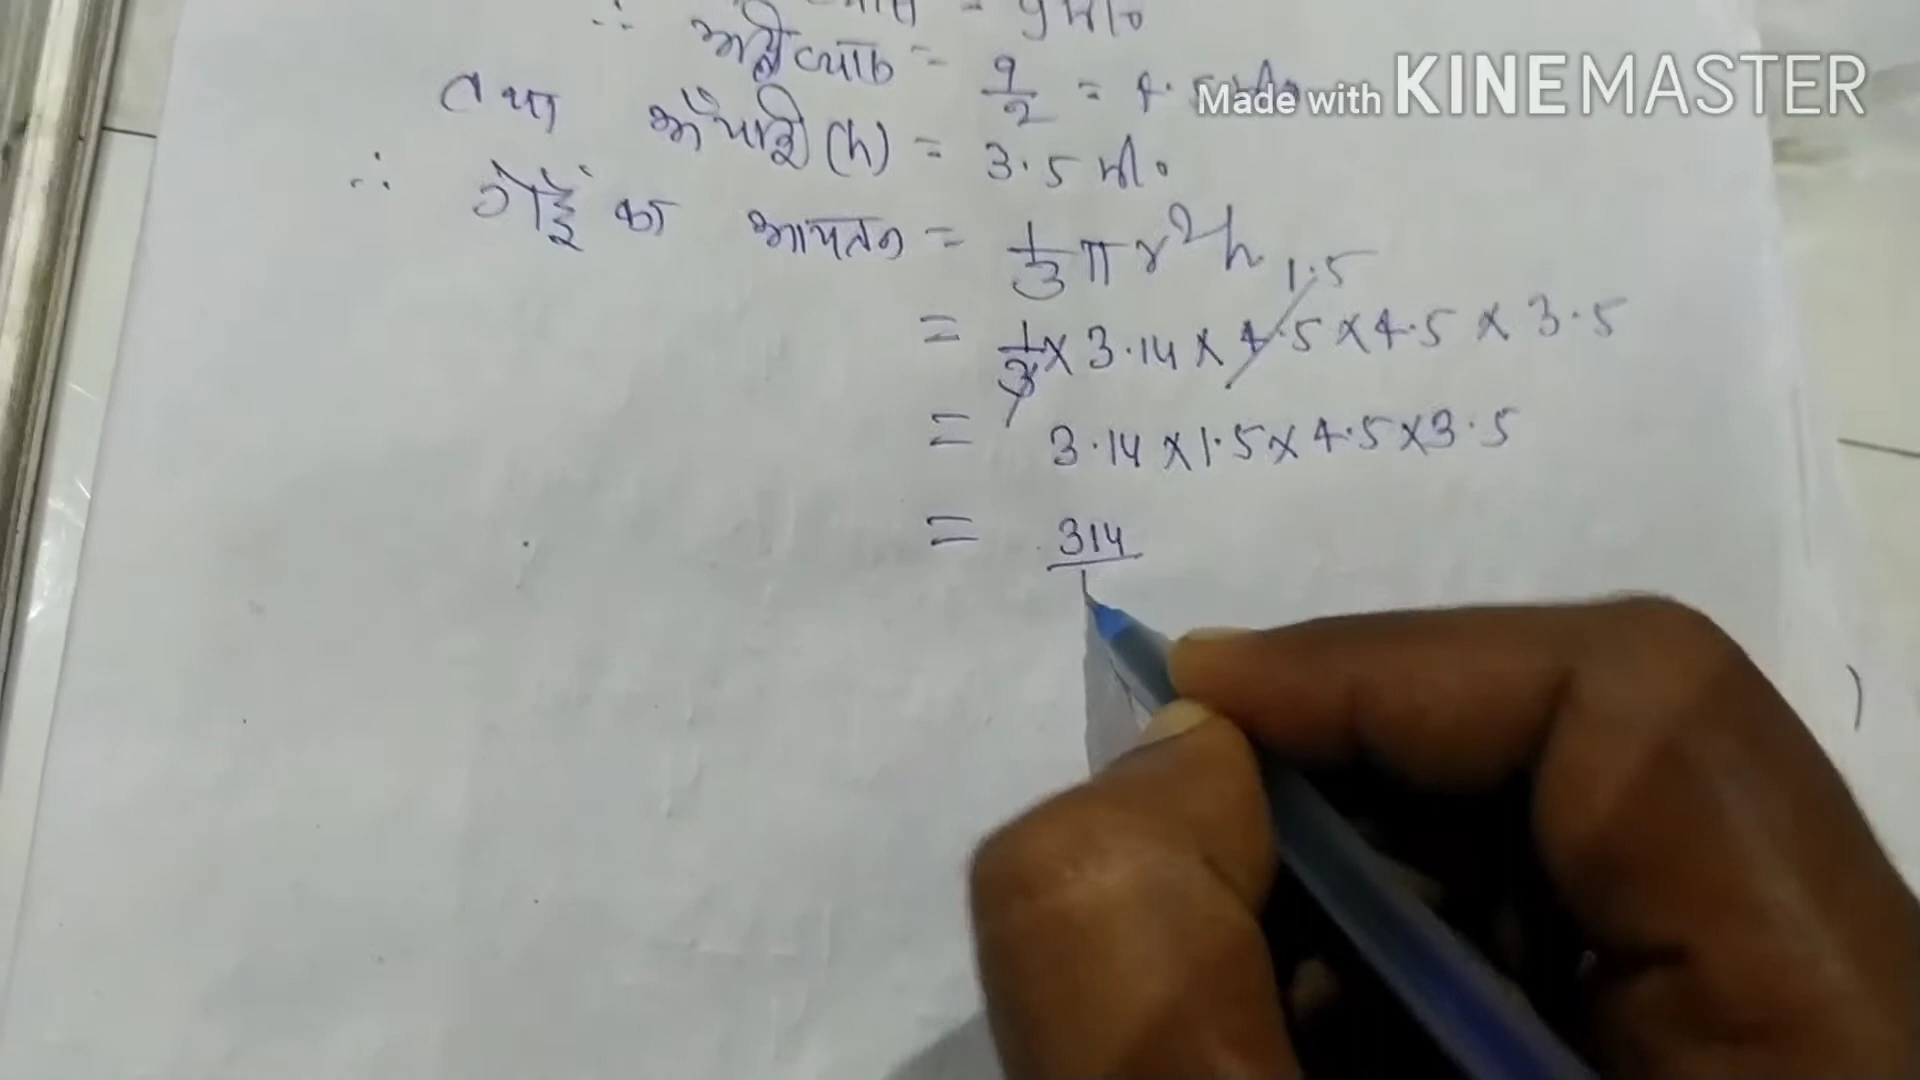 ∴ अर्द्धव्यास = 9/2 = 4.5 मी०
Made with KINEMASTER
तथा ऊँचाई (h) = 3.5 मी०
∴ गेहूँ का आयतन = 1/3 π r²h
1.5
= 1/3 × 3.14 × 4.5 × 4.5 × 3.5
= 3.14 × 1.5 × 4.5 × 3.5
= 314